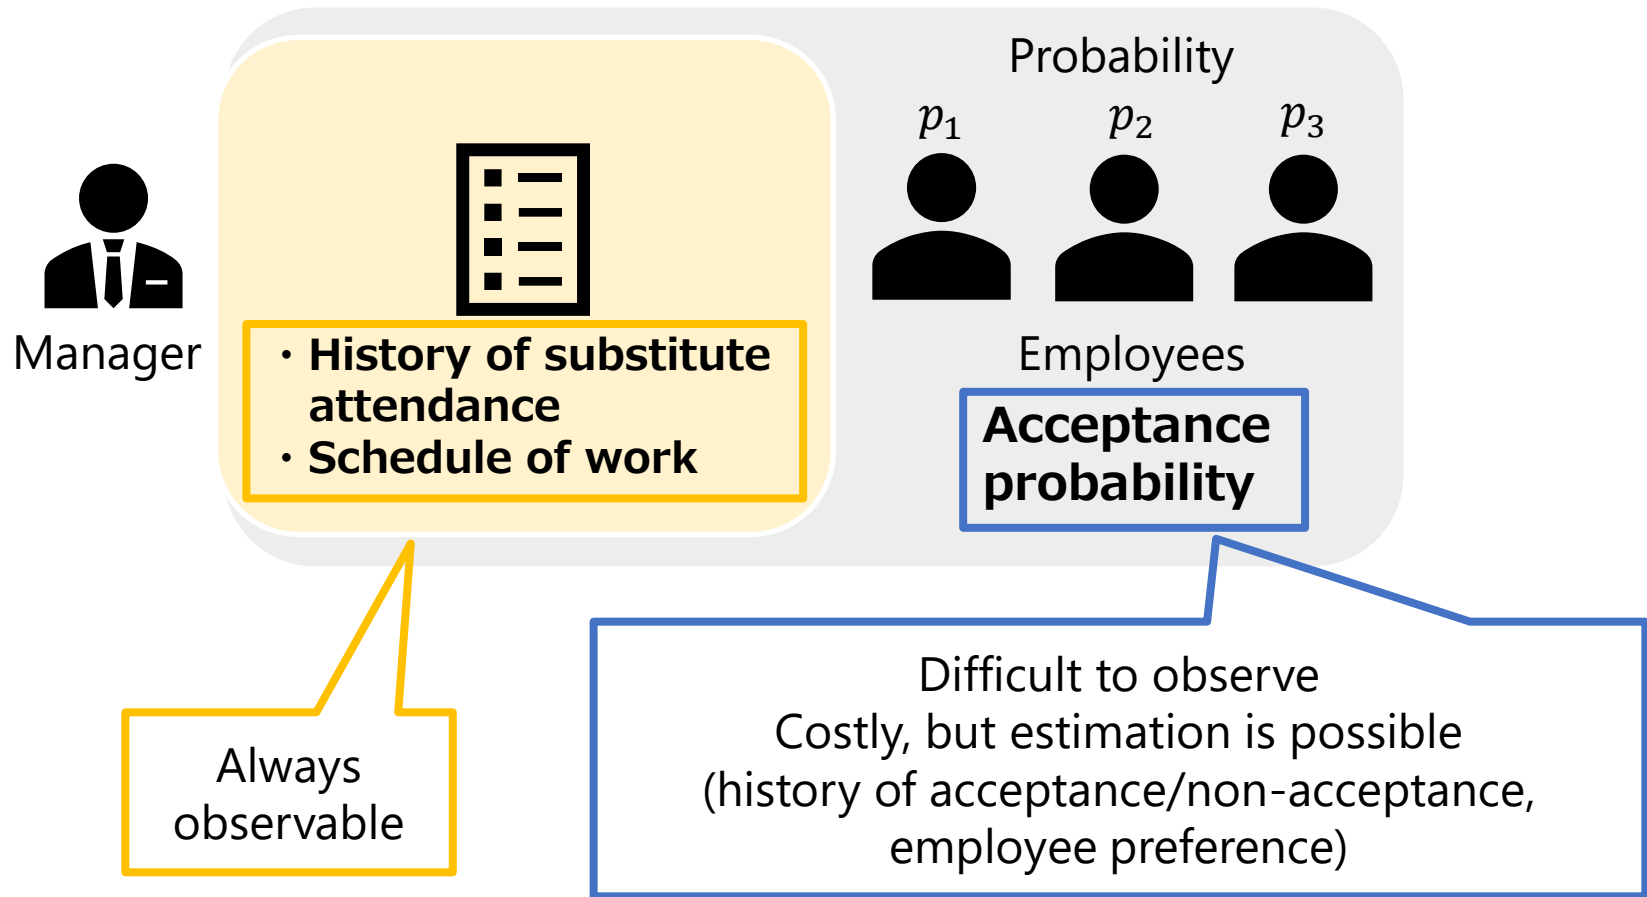 Probability
p₁ p₂ p₃
Manager
・History of substitute
attendance
・Schedule of work
Employees
Acceptance
probability
Always
observable
Difficult to observe
Costly, but estimation is possible
(history of acceptance/non-acceptance,
employee preference)